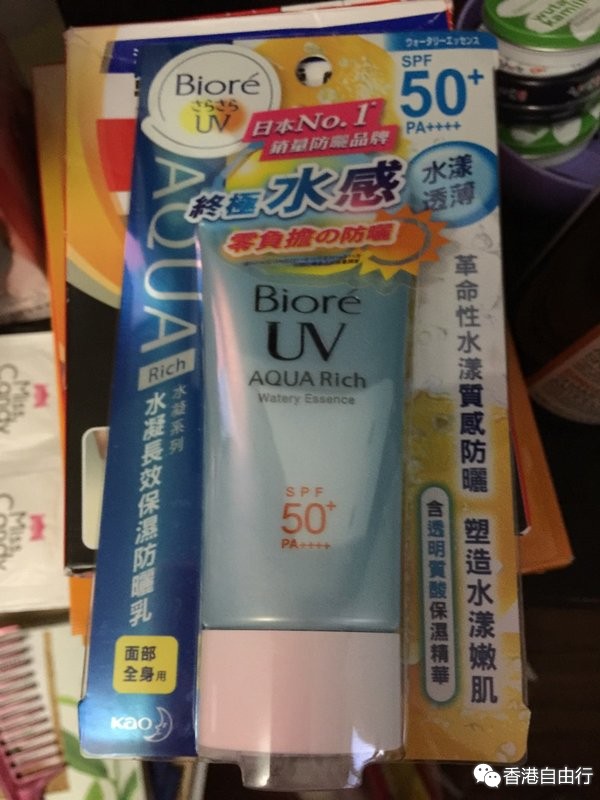 Bioré
さらさら
UV
ウォータリーエッセンス
SPF
50+
PA++++
日本No.1*
銷量防曬品牌
終極水感
零負擔の防曬
水漾
透薄
AQUA
Rich
水凝系列
水凝長效保濕防曬乳
面部
全身用
Kao
Bioré
UV
AQUA Rich
Watery Essence
SPF
50+
PA++++
革命性水漾質感防曬
塑造水漾嫩肌
含透明質酸保濕精華
Miss
Candy
Miss
Candy
香港自由行